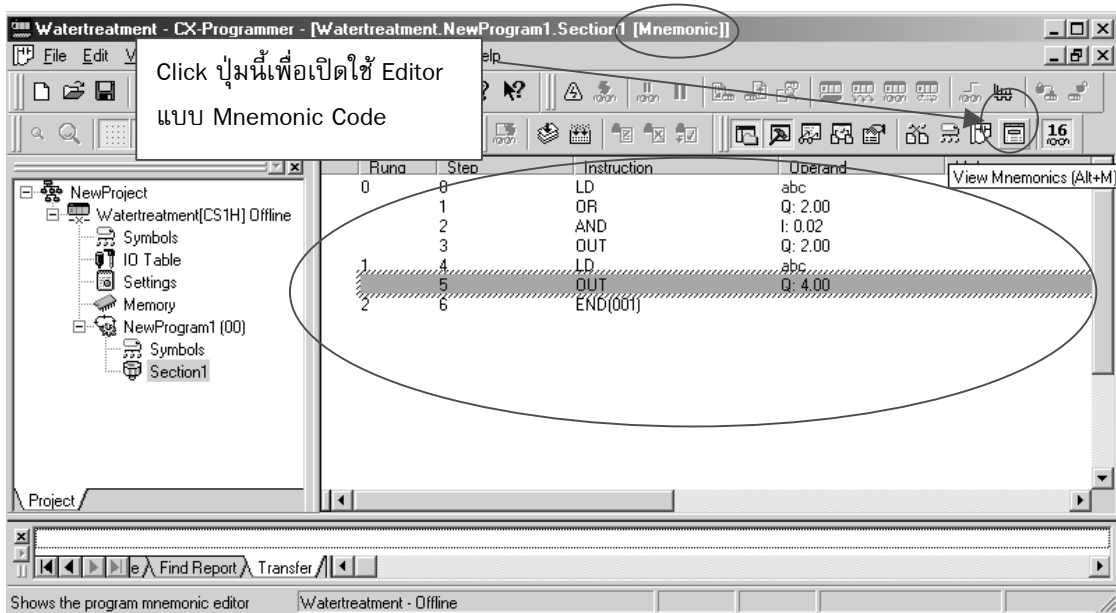 Watertreatment - CX-Programmer - [Watertreatment.NewProgram1.Section1 [Mnemonic]]
File Edit V elp
Click ปุ่มนี้เพื่อเปิดใช้ Editor
แบบ Mnemonic Code
16
View Mnemonics (Alt+M)
Rung Step Instruction Operand
0 0 LD abc
1 OR Q: 2.00
2 AND I: 0.02
3 OUT Q: 2.00
1 4 LD abc
5 OUT Q: 4.00
2 6 END(001)
NewProject
Watertreatment[CS1H] Offline
Symbols
IO Table
Settings
Memory
NewProgram1 (00)
Symbols
Section1
Project
e Find Report Transfer
Shows the program mnemonic editor Watertreatment - Offline